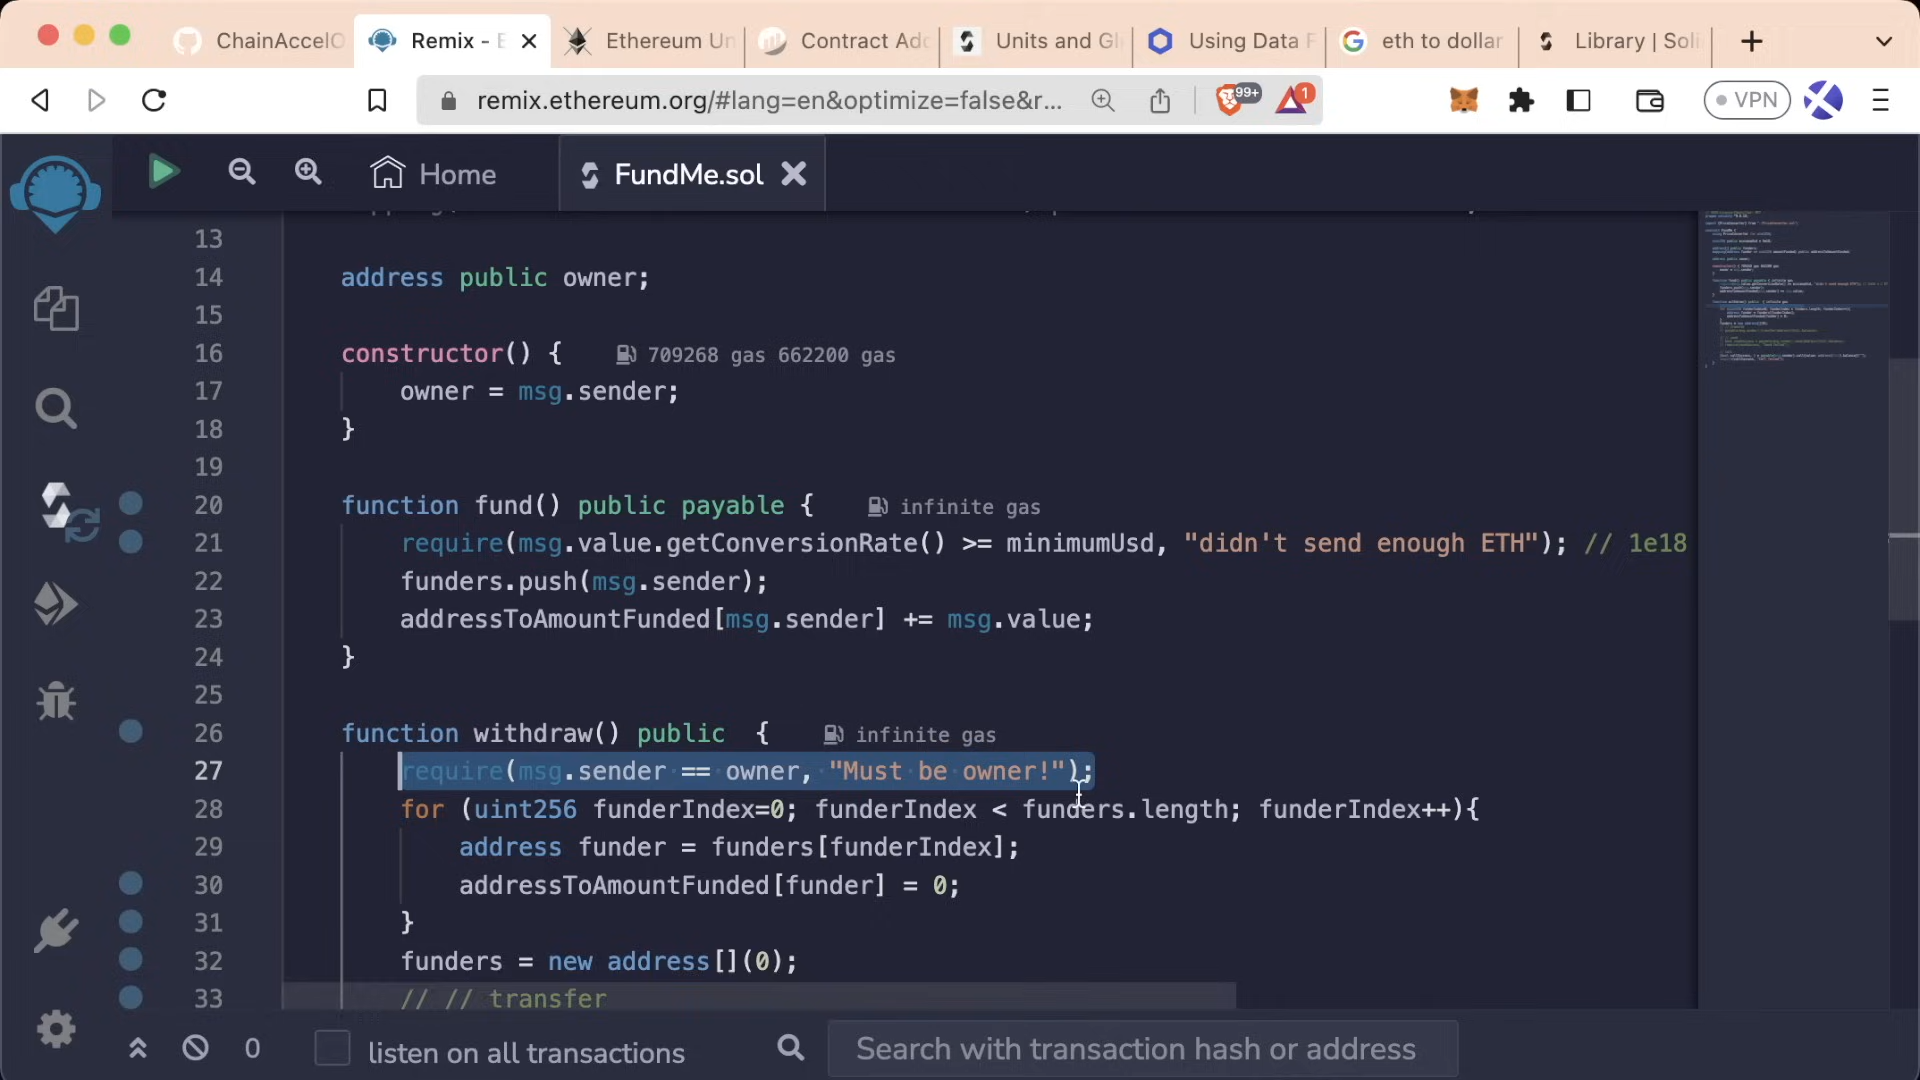 ChainAccelO
Remix - E
Ethereum Un
Contract Add
Units and Gl
Using Data F
eth to dollar
Library | Soli
remix.ethereum.org/#lang=en&optimize=false&r...
99+
1
VPN
Home
FundMe.sol
13
14 address public owner;
15
16 constructor() { 709268 gas 662200 gas
17 owner = msg.sender;
18 }
19
20 function fund() public payable { infinite gas
21 require(msg.value.getConversionRate() >= minimumUsd, "didn't send enough ETH"); // 1e18
22 funders.push(msg.sender);
23 addressToAmountFunded[msg.sender] += msg.value;
24 }
25
26 function withdraw() public { infinite gas
27 require(msg.sender == owner, "Must be owner!");
28 for (uint256 funderIndex=0; funderIndex < funders.length; funderIndex++){
29 address funder = funders[funderIndex];
30 addressToAmountFunded[funder] = 0;
31 }
32 funders = new address[](0);
33 // // transfer
0
listen on all transactions
Search with transaction hash or address